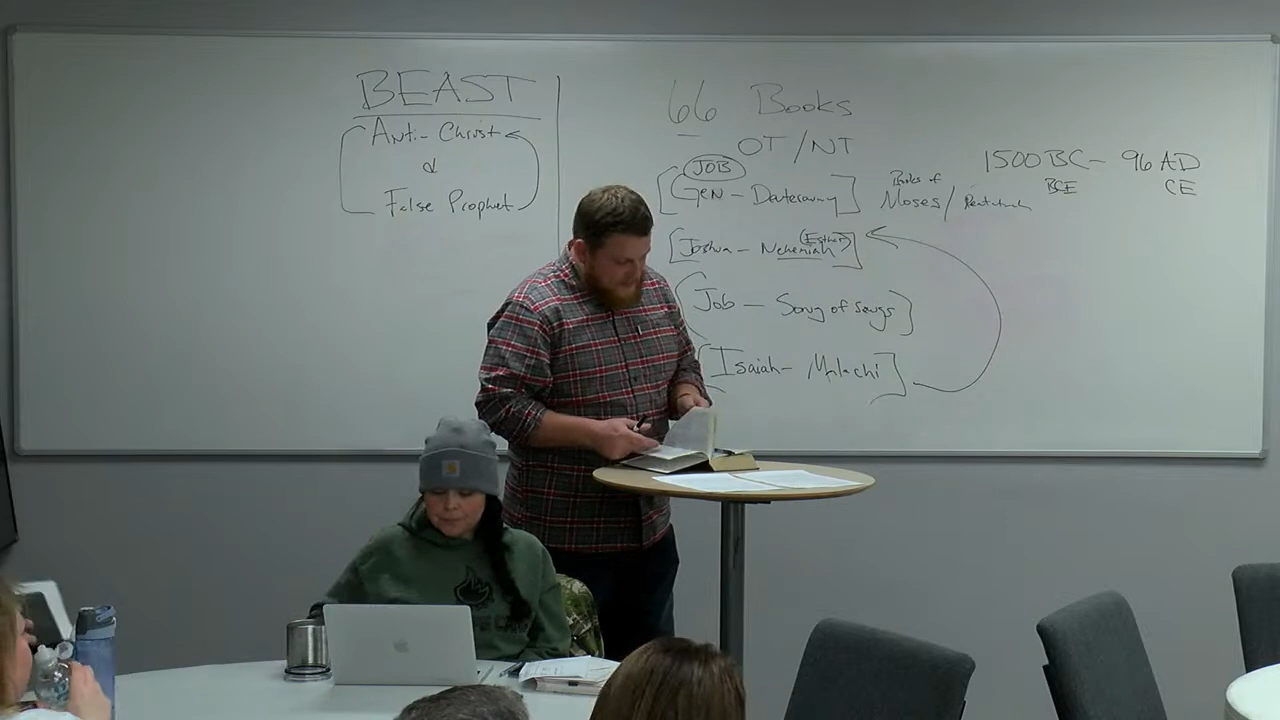 BEAST
Anti-Christ
&
False Prophet
66 Books
OT/NT
JOB
[Gen - Deuteronomy]
Books of
Moses/
1500 BC - 96 AD
BCE
CE
[Joshua - Nehemiah (Esther)]
[Job - Song of songs]
[Isaiah - Malachi]